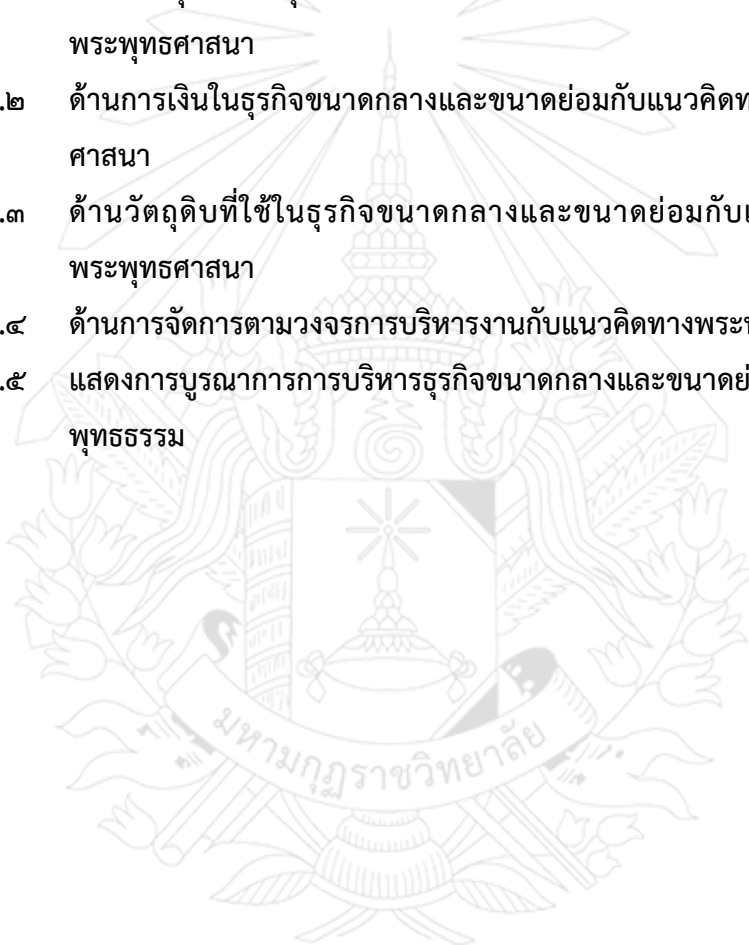 พระพุทธศาสนา
.๒ ด้านการเงินในธุรกิจขนาดกลางและขนาดย่อมกับแนวคิด
ศาสนา
.๓ ด้านวัตถุดิบที่ใช้ในธุรกิจขนาดกลางและขนาดย่อมกับ
พระพุทธศาสนา
.๔ ด้านการจัดการตามวงจรการบริหารงานกับแนวคิดทาง
.๕ แสดงการบูรณาการการบริหารธุรกิจขนาดกลางและขนาด
พุทธธรรม
มหามกุฏราชวิทยาลัย